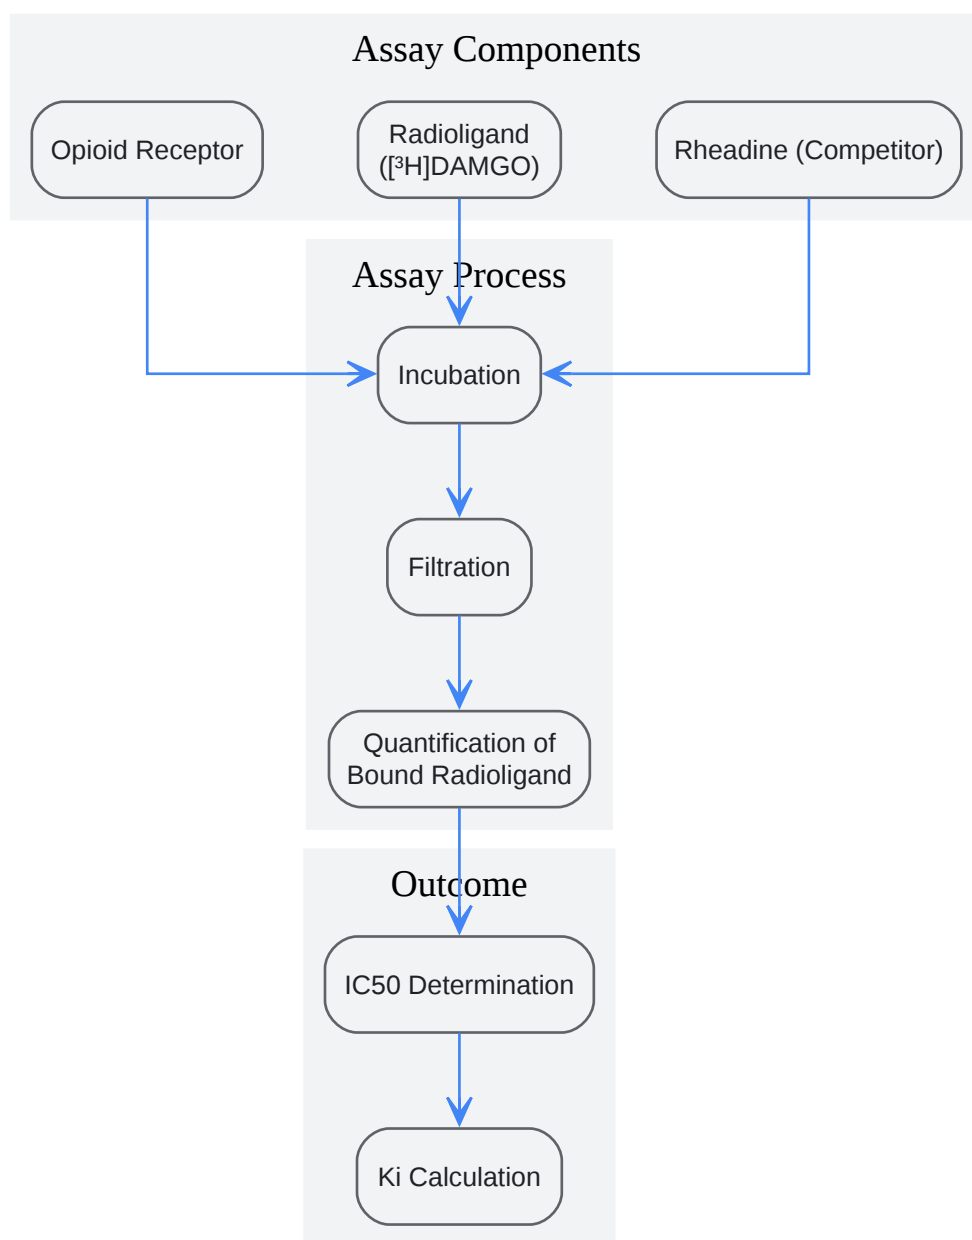 Assay Components
Opioid Receptor
Radioligand
([³H]DAMGO)
Rheadine (Competitor)
Assay Process
Incubation
Filtration
Quantification of
Bound Radioligand
Outcome
IC50 Determination
Ki Calculation